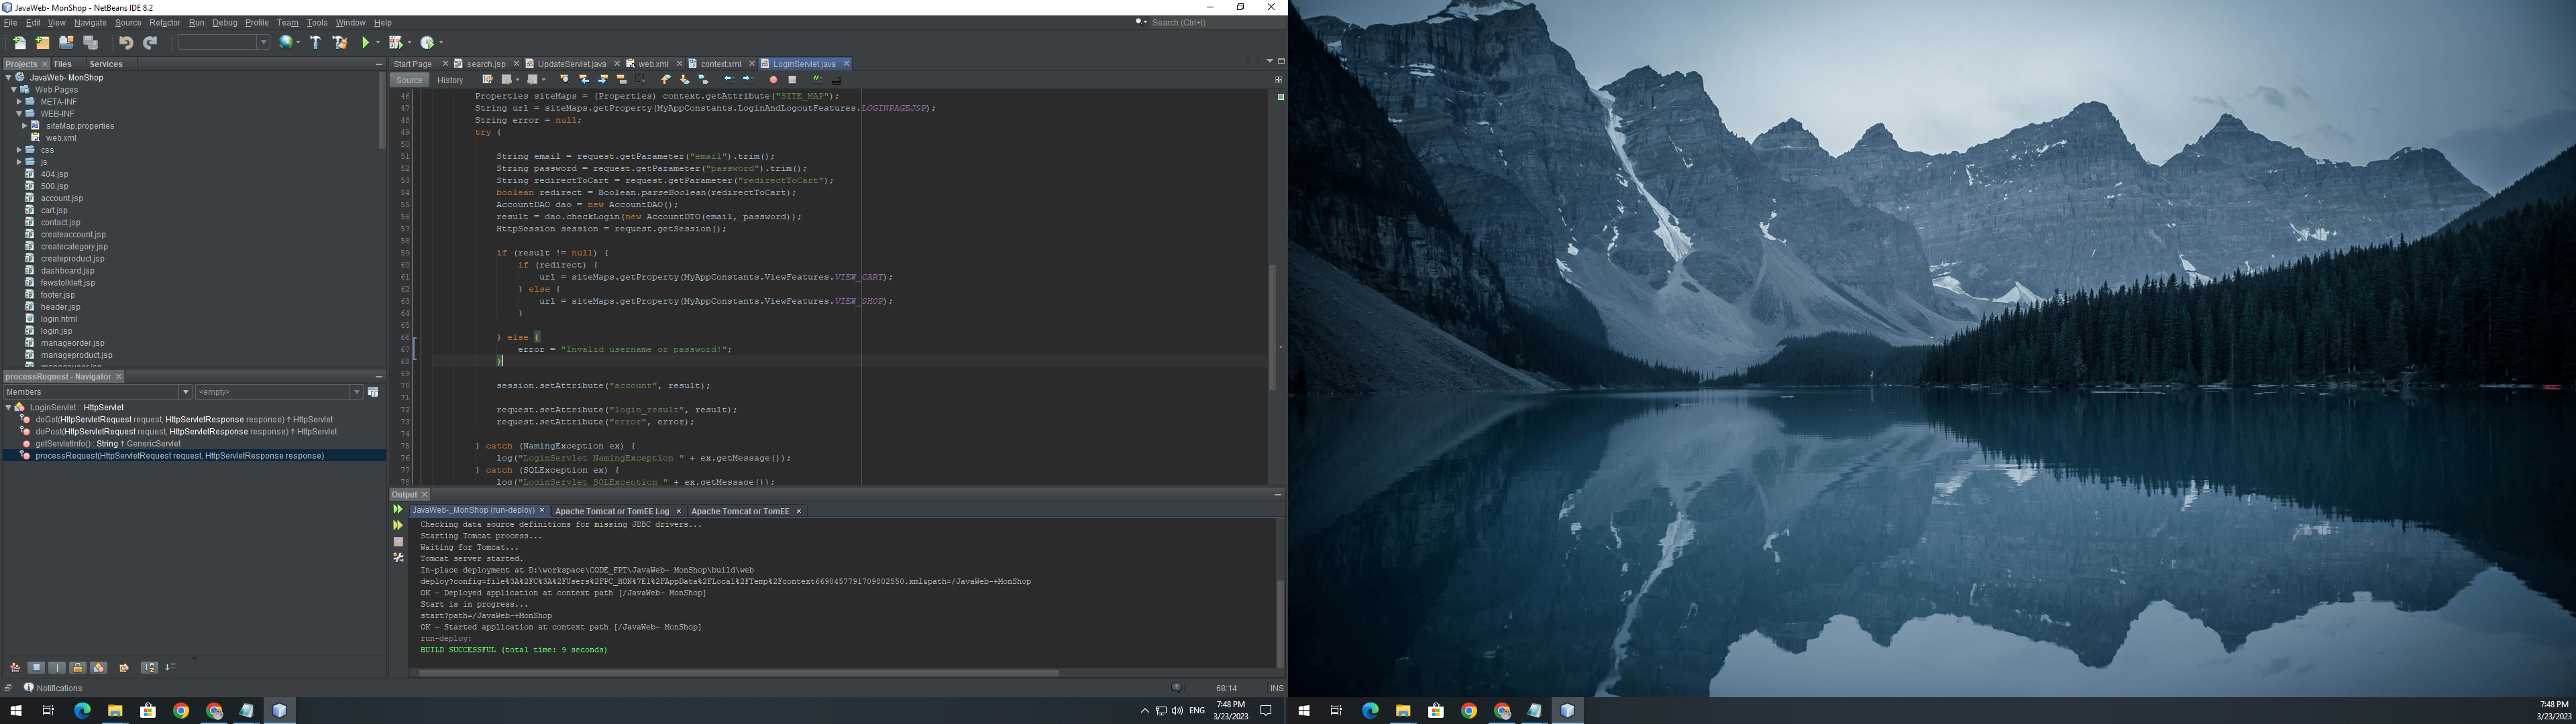 JavaWeb- MonShop - NetBeans IDE 8.2
File Edit View Navigate Source Refactor Run Debug Profile Team Tools Window Help
Search (Ctrl+I)
Projects Files Services
JavaWeb- MonShop
Web Pages
META-INF
WEB-INF
siteMap.properties
web.xml
css
js
404.jsp
500.jsp
account.jsp
cart.jsp
contact.jsp
createaccount.jsp
createcategory.jsp
createproduct.jsp
dashboard.jsp
fewstolkleft.jsp
footer.jsp
header.jsp
login.html
login.jsp
manageorder.jsp
manageproduct.jsp
processRequest - Navigator
Members
<empty>
LoginServlet :: HttpServlet
doGet(HttpServletRequest request, HttpServletResponse response) ↑ HttpServlet
doPost(HttpServletRequest request, HttpServletResponse response) ↑ HttpServlet
getServletInfo() : String ↑ GenericServlet
processRequest(HttpServletRequest request, HttpServletResponse response)
Start Page search.jsp UpdateServlet.java web.xml context.xml LoginServlet.java
Source History
46 Properties siteMaps = (Properties) context.getAttribute("SITE_MAP");
47 String url = siteMaps.getProperty(MyAppConstants.LoginAndLogoutFeatures.LOGINPAGEJSP);
48 String error = null;
49 try {
50
51 String email = request.getParameter("email").trim();
52 String password = request.getParameter("password").trim();
53 String redirectToCart = request.getParameter("redirectToCart");
54 boolean redirect = Boolean.parseBoolean(redirectToCart);
55 AccountDAO dao = new AccountDAO();
56 result = dao.checkLogin(new AccountDTO(email, password));
57 HttpSession session = request.getSession();
58
59 if (result != null) {
60 if (redirect) {
61 url = siteMaps.getProperty(MyAppConstants.ViewFeatures.VIEW_CART);
62 } else {
63 url = siteMaps.getProperty(MyAppConstants.ViewFeatures.VIEW_SHOP);
64 }
65
66 } else {
67 error = "Invalid username or password!";
68 }
69
70 session.setAttribute("account", result);
71
72 request.setAttribute("login_result", result);
73 request.setAttribute("error", error);
74
75 } catch (NamingException ex) {
76 log("LoginServlet NamingException " + ex.getMessage());
77 } catch (SQLException ex) {
78 log("LoginServlet SQLException " + ex.getMessage());
Output
JavaWeb-_MonShop (run-deploy) Apache Tomcat or TomEE Log Apache Tomcat or TomEE
Checking data source definitions for missing JDBC drivers...
Starting Tomcat process...
Waiting for Tomcat...
Tomcat server started.
In-place deployment at D:\workspace\CODE_FPT\JavaWeb- MonShop\build\web
deploy?config=file%3A%2FC%3A%2FUsers%2FPC_HON%7E1%2FAppData%2FLocal%2FTemp%2Fcontext6690457791709802550.xml&path=/JavaWeb-+MonShop
OK - Deployed application at context path [/JavaWeb- MonShop]
Start is in progress...
start?path=/JavaWeb-+MonShop
OK - Started application at context path [/JavaWeb- MonShop]
run-deploy:
BUILD SUCCESSFUL (total time: 9 seconds)
Notifications
68:14 INS
ENG
7:48 PM
3/23/2023
7:48 PM
3/23/2023